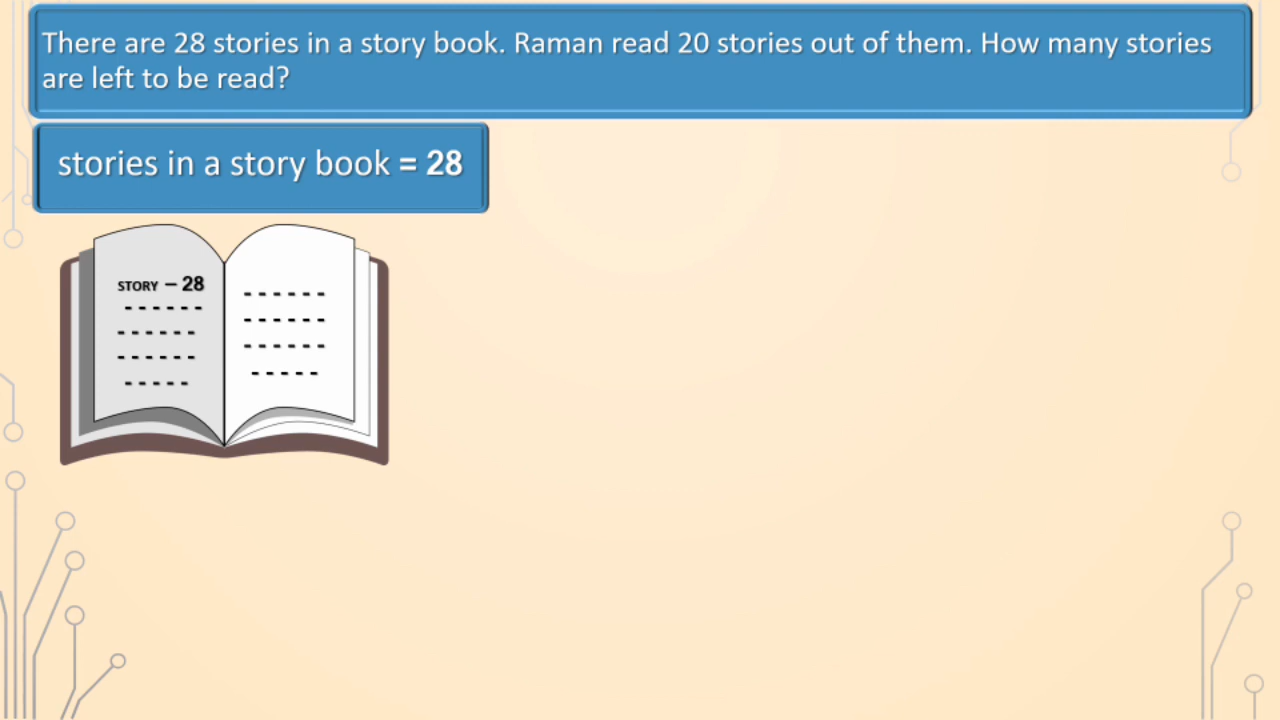 There are 28 stories in a story book. Raman read 20 stories out of them. How many stories
are left to be read?
stories in a story book = 28
STORY – 28